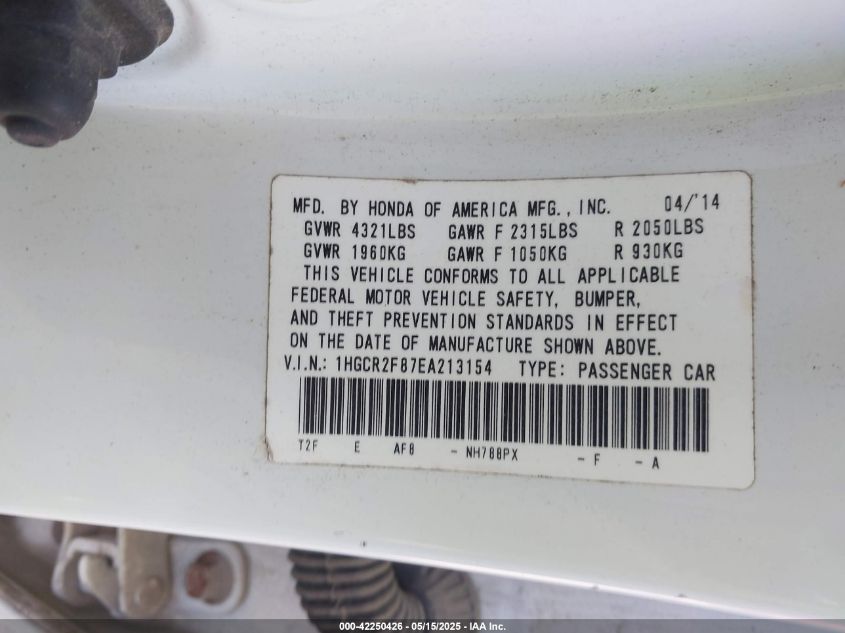 MFD. BY HONDA OF AMERICA MFG., INC. 04/'14
GVWR 4321LBS GAWR F 2315LBS R 2050LBS
GVWR 1960KG GAWR F 1050KG R 930KG
THIS VEHICLE CONFORMS TO ALL APPLICABLE
FEDERAL MOTOR VEHICLE SAFETY, BUMPER,
AND THEFT PREVENTION STANDARDS IN EFFECT
ON THE DATE OF MANUFACTURE SHOWN ABOVE.
V.I.N.: 1HGCR2F87EA213154 TYPE: PASSENGER CAR
T2F E AF8 - NH788PX - F - A
000-42250426 - 05/15/2025 - IAA Inc.